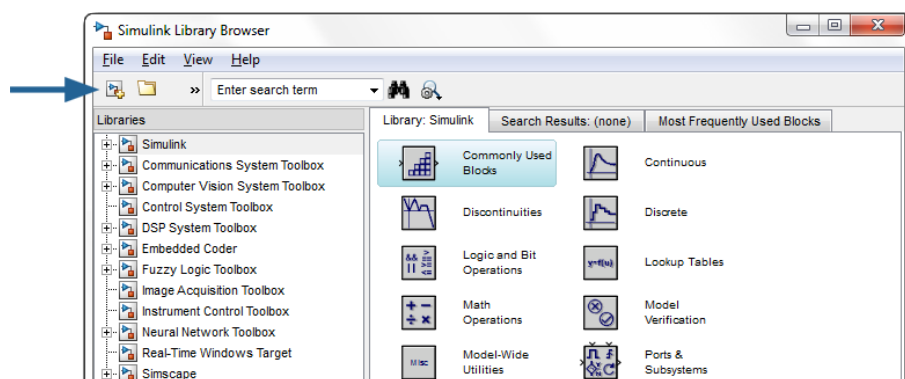 Simulink Library Browser
File Edit View Help
» Enter search term
Libraries
Library: Simulink Search Results: (none) Most Frequently Used Blocks
Simulink
Communications System Toolbox
Computer Vision System Toolbox
Control System Toolbox
DSP System Toolbox
Embedded Coder
Fuzzy Logic Toolbox
Image Acquisition Toolbox
Instrument Control Toolbox
Neural Network Toolbox
Real-Time Windows Target
Simscape
Commonly Used
Blocks
Continuous
Discontinuities
Discrete
Logic and Bit
Operations
y=f(u)
Lookup Tables
Math
Operations
Model
Verification
Misc
Model-Wide
Utilities
Ports &
Subsystems